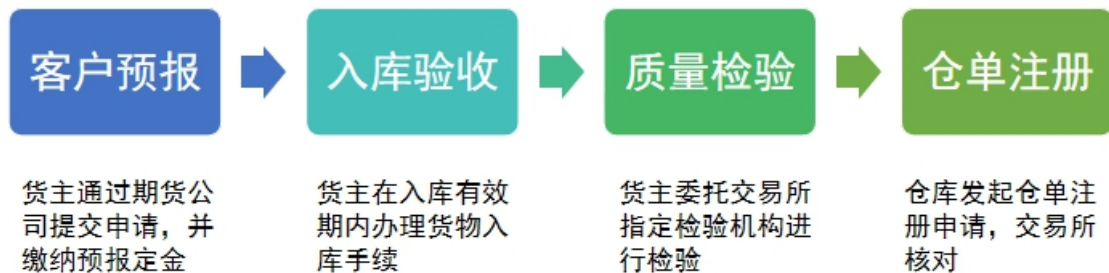 客户预报
入库验收
质量检验
仓单注册
货主通过期货公
司提交申请，并
缴纳预报定金
货主在入库有效
期内办理货物入
库手续
货主委托交易所
指定检验机构进
行检验
仓库发起仓单注
册申请，交易所
核对